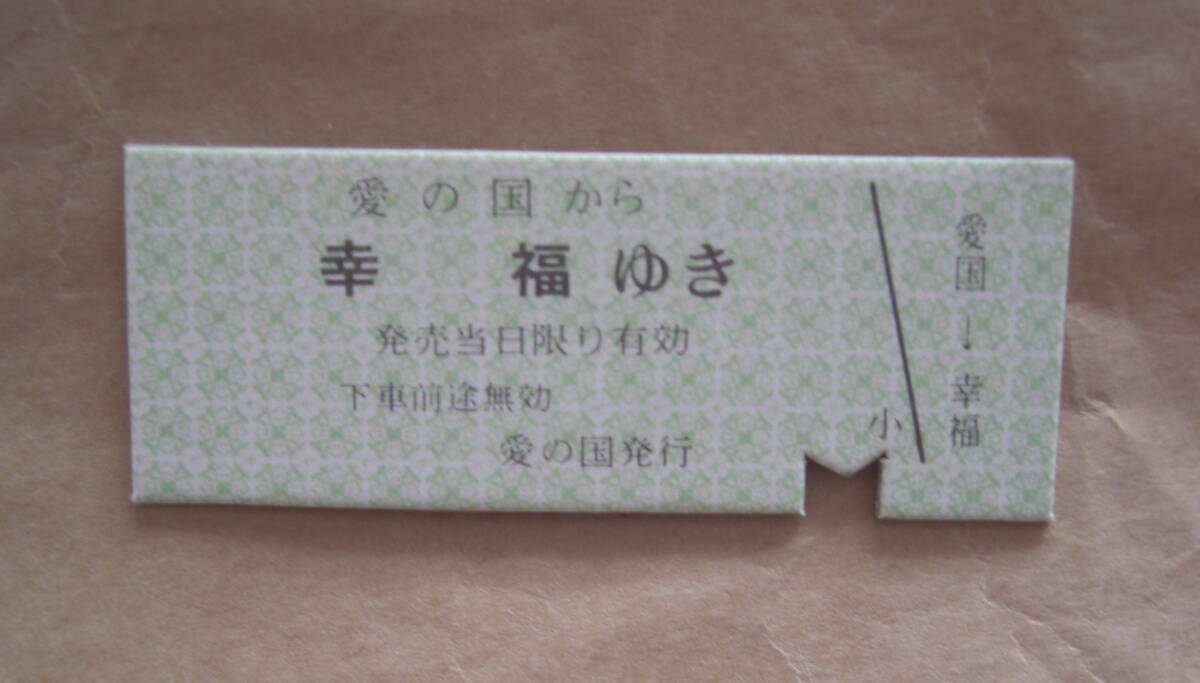 愛の国から
幸福ゆき
発売当日限り有効
下車前途無効
愛の国発行
小
愛国→幸福